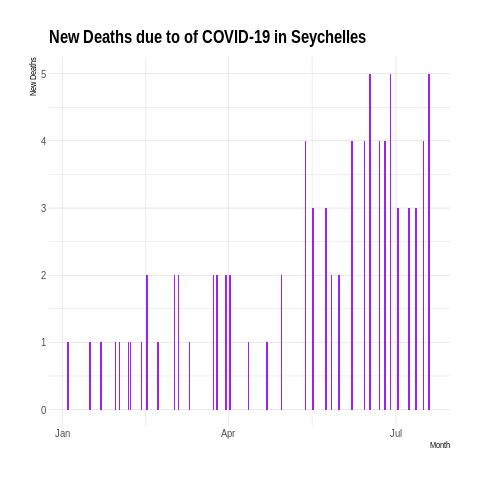 New Deaths due to of COVID-19 in Seychelles
New Deaths
5
4
3
2
1
0
Jan
Apr
Jul
Month